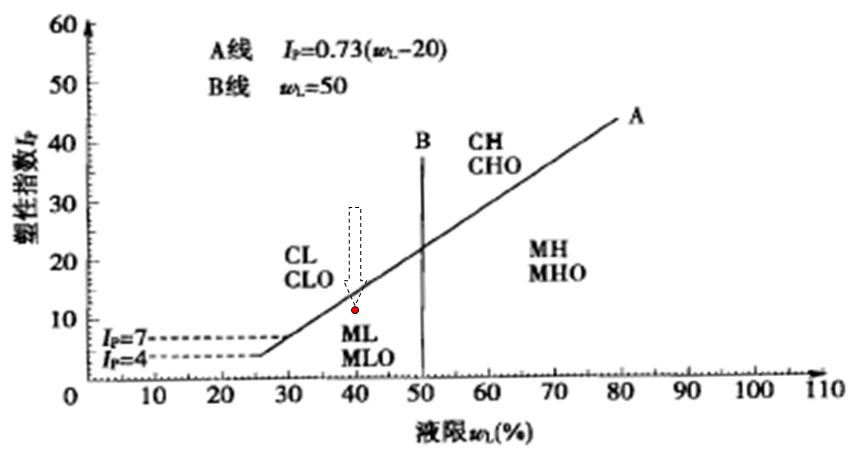 60
A线 IP=0.73(wL-20)
50
B线 wL=50
40
B
CH
CHO
A
塑性指数IP
30
20
CL
CLO
MH
MHO
10
IP=7
IP=4
ML
MLO
0
10 20 30 40 50 60 70 80 90 100 110
液限wL(%)